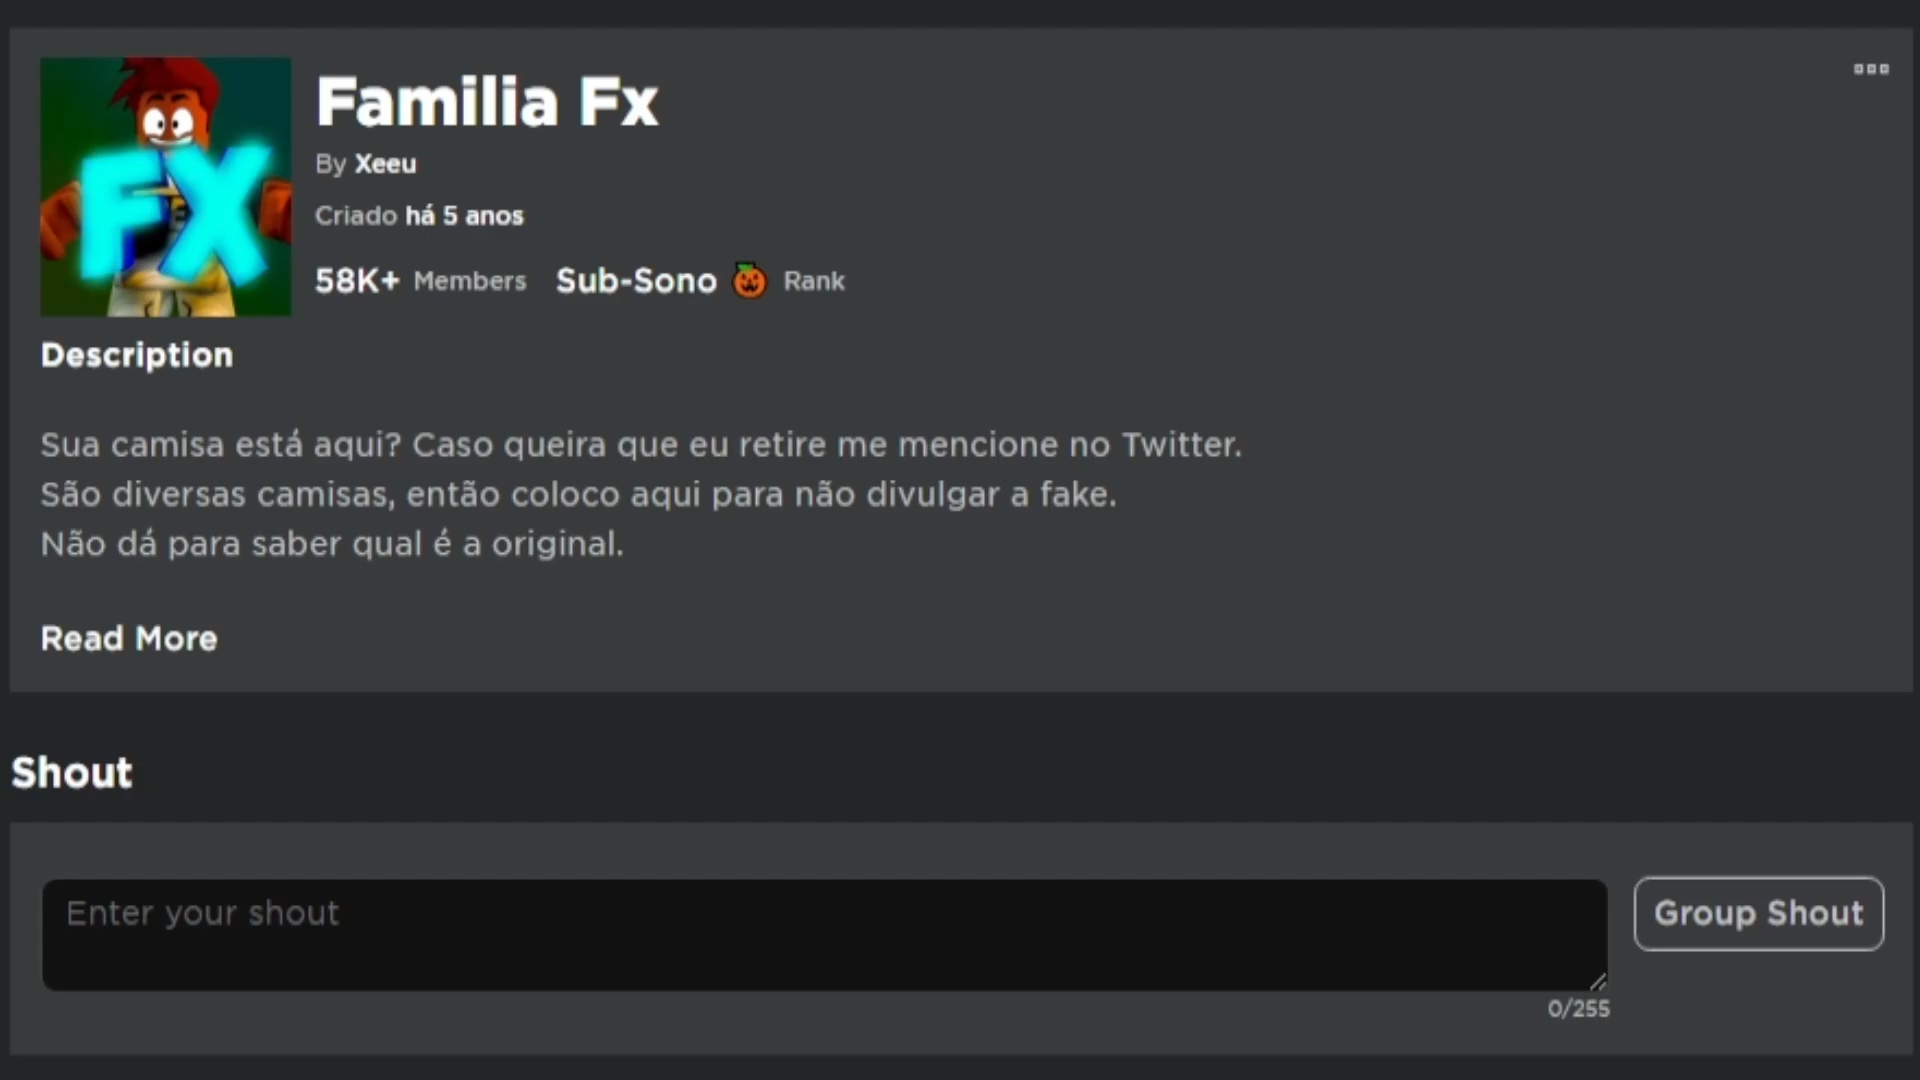 FX
Familia Fx
By Xeeu
Criado há 5 anos
58K+ Members Sub-Sono 🎃 Rank
Description
Sua camisa está aqui? Caso queira que eu retire me mencione no Twitter.
São diversas camisas, então coloco aqui para não divulgar a fake.
Não dá para saber qual é a original.
Read More
Shout
Enter your shout
Group Shout
0/255